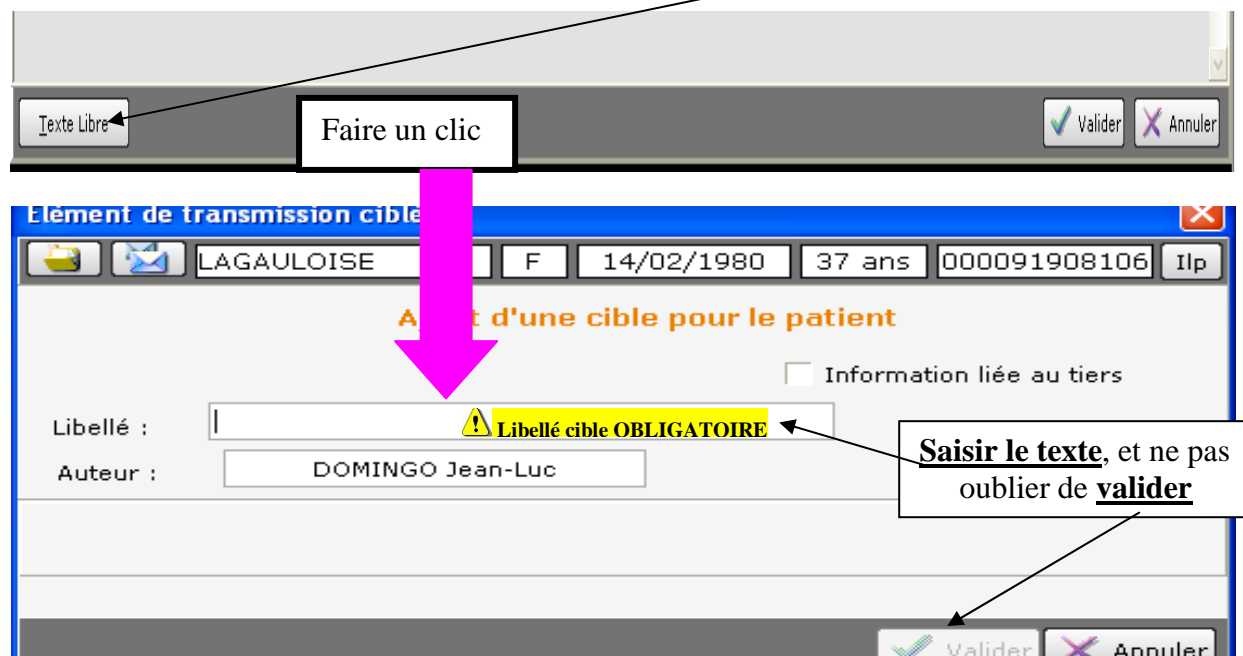 Texte Libre
Faire un clic
Valider
Annuler
Elément de transmission cible
LAGAULOISE
F
14/02/1980
37 ans
000091908106
Ilp
d'une cible pour le patient
Information liée au tiers
Libellé :
Libellé cible OBLIGATOIRE
Auteur :
DOMINGO Jean-Luc
Saisir le texte, et ne pas
oublier de valider
Valider
Annuler